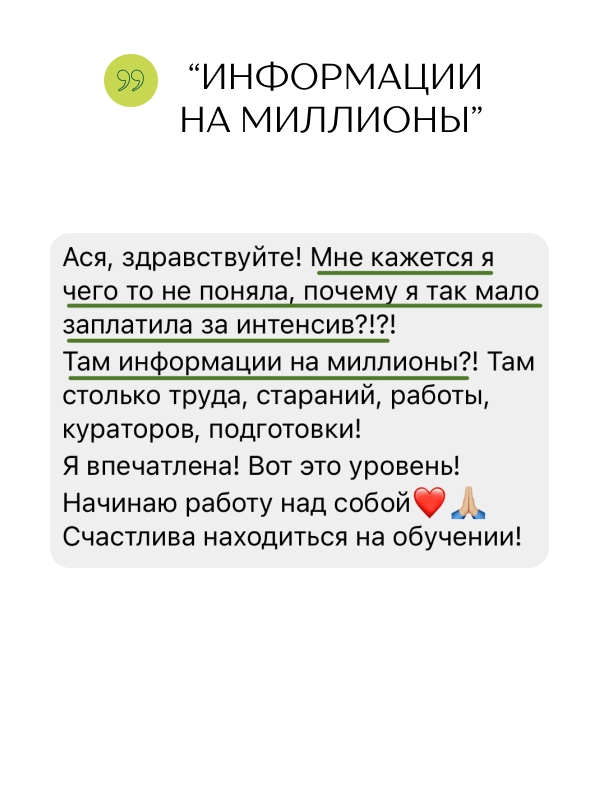 “ИНФОРМАЦИИ
НА МИЛЛИОНЫ”
Ася, здравствуйте! Мне кажется я
чего то не поняла, почему я так мало
заплатила за интенсив?!?!
Там информации на миллионы?! Там
столько труда, стараний, работы,
кураторов, подготовки!
Я впечатлена! Вот это уровень!
Начинаю работу над собой❤️🙏🏼
Счастлива находиться на обучении!